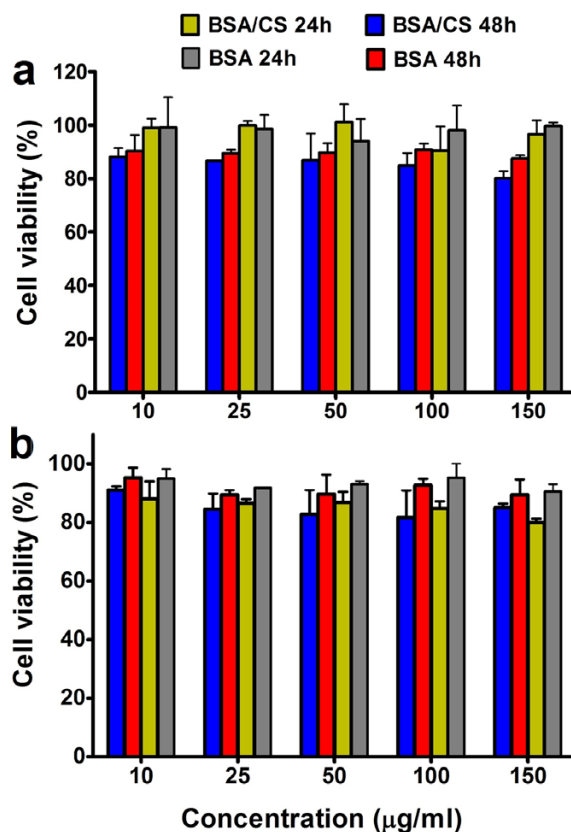 BSA/CS 24h BSA/CS 48h
BSA 24h BSA 48h
a
120
100
80
60
40
20
0
Cell viability (%)
10 25 50 100 150
b
100
80
60
40
20
0
Cell viability (%)
10 25 50 100 150
Concentration (μg/ml)